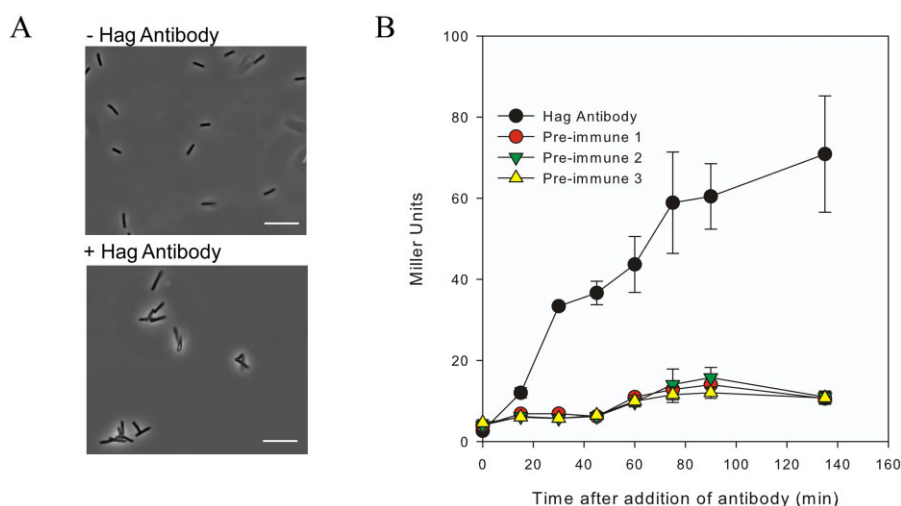 A
- Hag Antibody
+ Hag Antibody
B
100
80
60
40
20
0
Miller Units
Hag Antibody
Pre-immune 1
Pre-immune 2
Pre-immune 3
0 20 40 60 80 100 120 140 160
Time after addition of antibody (min)